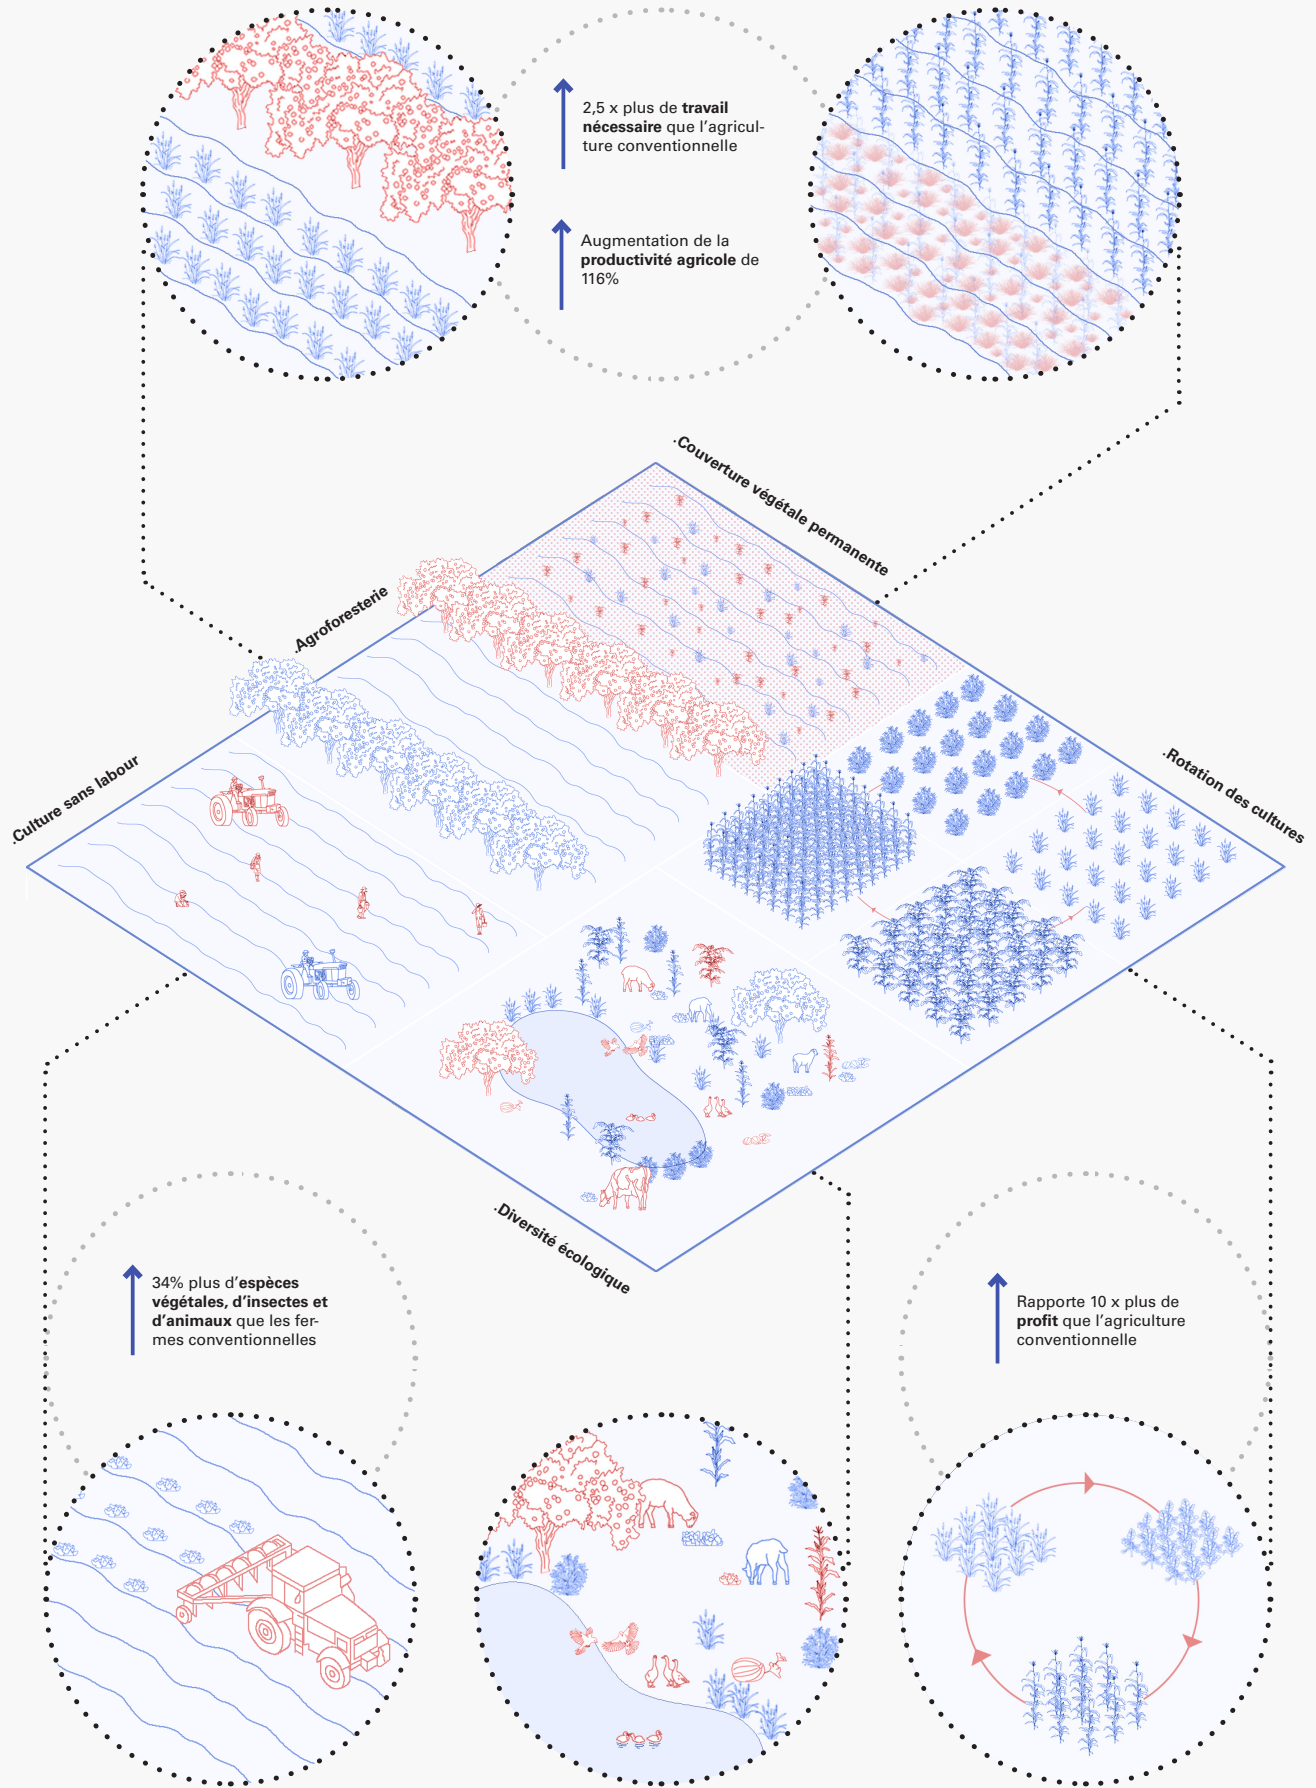 2,5 x plus de travail
nécessaire que l'agricul-
ture conventionnelle
Augmentation de la
productivité agricole de
116%
.Couverture végétale permanente
.Agroforesterie
.Culture sans labour
.Rotation des cultures
.Diversité écologique
34% plus d'espèces
végétales, d'insectes et
d'animaux que les fer-
mes conventionnelles
Rapporte 10 x plus de
profit que l'agriculture
conventionnelle